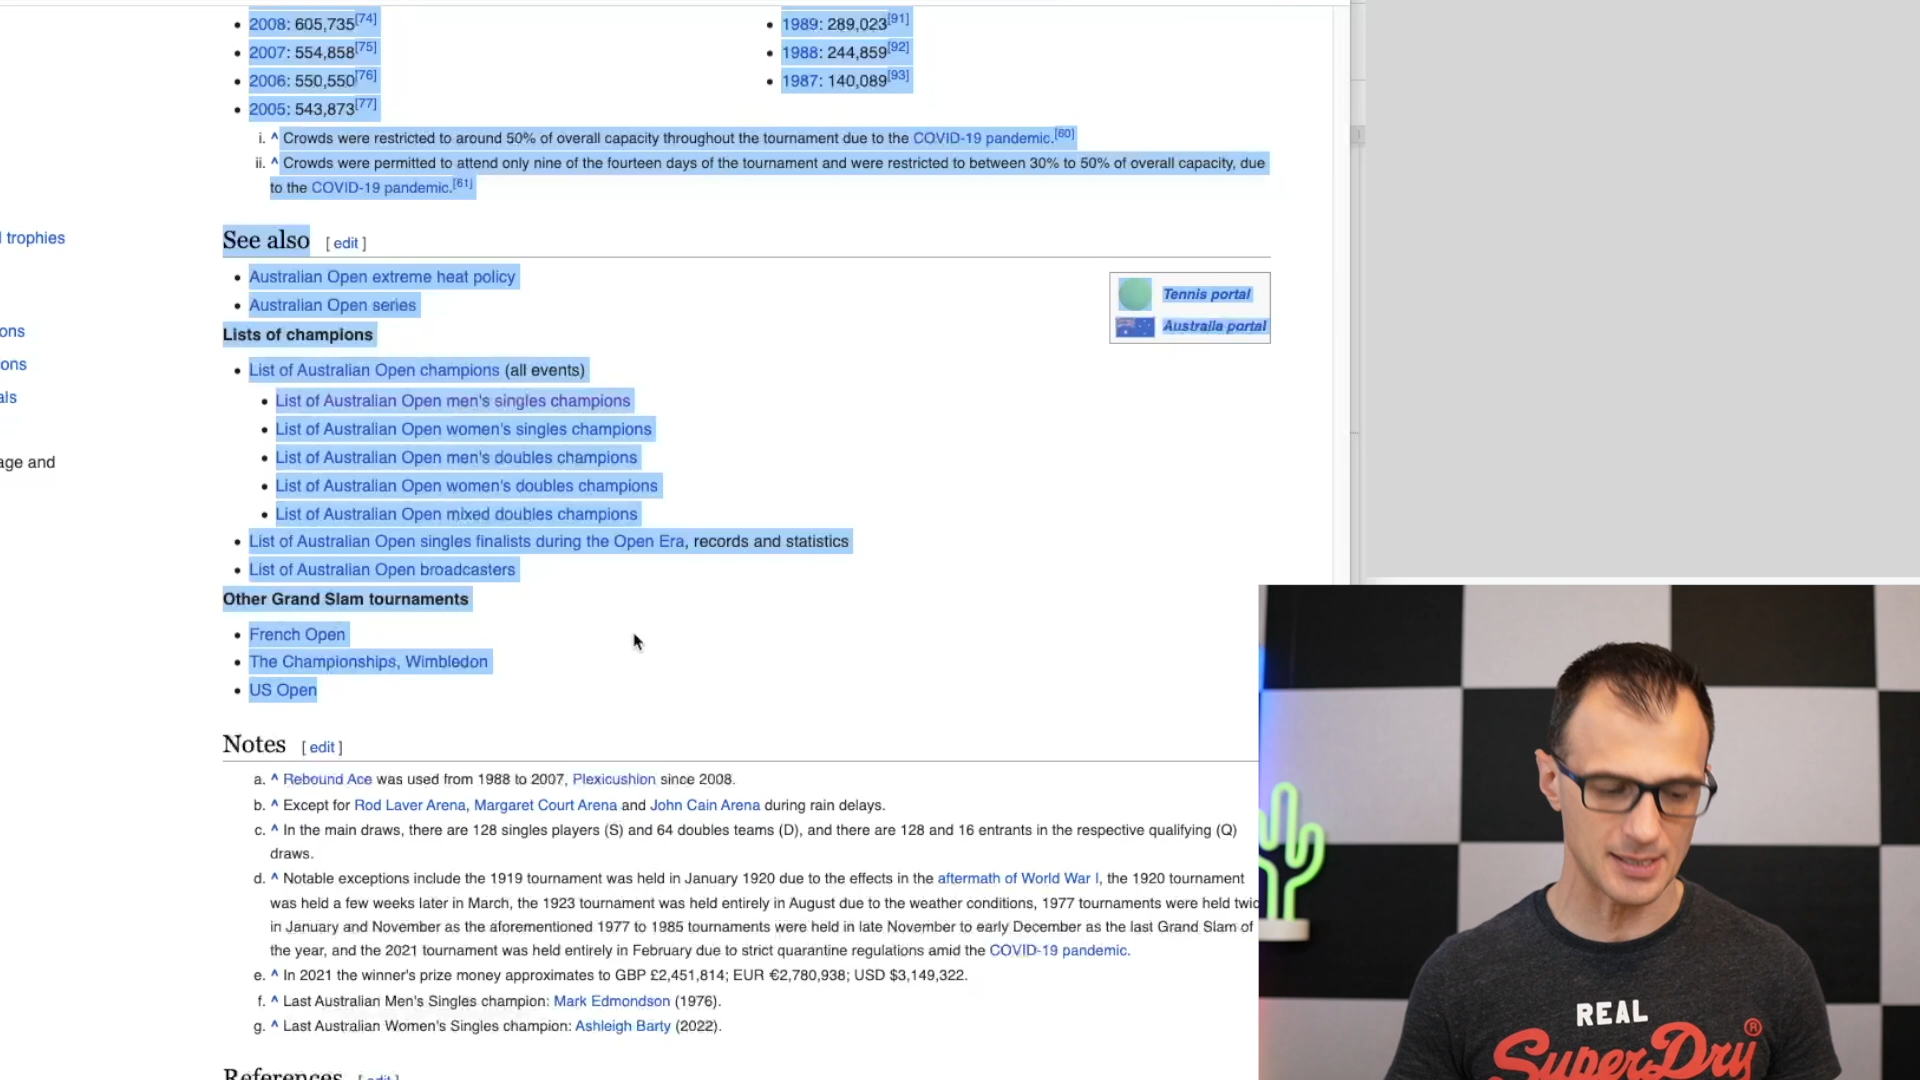 2008: 605,735[74]
2007: 554,858[75]
2006: 550,550[76]
2005: 543,873[77]
1989: 289,023[91]
1988: 244,859[92]
1987: 140,089[93]
i. ^ Crowds were restricted to around 50% of overall capacity throughout the tournament due to the COVID-19 pandemic.[60]
ii. ^ Crowds were permitted to attend only nine of the fourteen days of the tournament and were restricted to between 30% to 50% of overall capacity, due
to the COVID-19 pandemic.[61]
trophies
ons
ons
als
age and
See also [ edit ]
Australian Open extreme heat policy
Australian Open series
Tennis portal
Australia portal
Lists of champions
List of Australian Open champions (all events)
List of Australian Open men's singles champions
List of Australian Open women's singles champions
List of Australian Open men's doubles champions
List of Australian Open women's doubles champions
List of Australian Open mixed doubles champions
List of Australian Open singles finalists during the Open Era, records and statistics
List of Australian Open broadcasters
Other Grand Slam tournaments
French Open
The Championships, Wimbledon
US Open
Notes [ edit ]
a. ^ Rebound Ace was used from 1988 to 2007, Plexicushion since 2008.
b. ^ Except for Rod Laver Arena, Margaret Court Arena and John Cain Arena during rain delays.
c. ^ In the main draws, there are 128 singles players (S) and 64 doubles teams (D), and there are 128 and 16 entrants in the respective qualifying (Q)
draws.
d. ^ Notable exceptions include the 1919 tournament was held in January 1920 due to the effects in the aftermath of World War I, the 1920 tournament
was held a few weeks later in March, the 1923 tournament was held entirely in August due to the weather conditions, 1977 tournaments were held twic
in January and November as the aforementioned 1977 to 1985 tournaments were held in late November to early December as the last Grand Slam of
the year, and the 2021 tournament was held entirely in February due to strict quarantine regulations amid the COVID-19 pandemic.
e. ^ In 2021 the winner's prize money approximates to GBP £2,451,814; EUR €2,780,938; USD $3,149,322.
f. ^ Last Australian Men's Singles champion: Mark Edmondson (1976).
g. ^ Last Australian Women's Singles champion: Ashleigh Barty (2022).
References [ edit ]
REAL
SuperDry®